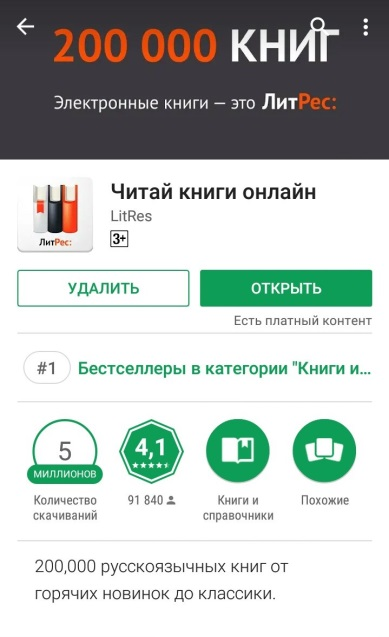 200 000 КНИГ
Электронные книги — это ЛитРес:
ЛитРес:
Читай книги онлайн
LitRes
3+
УДАЛИТЬ
ОТКРЫТЬ
Есть платный контент
#1 Бестселлеры в категории "Книги и...
5
МИЛЛИОНОВ
Количество
скачиваний
4,1
91 840
Книги и
справочники
Похожие
200,000 русскоязычных книг от
горячих новинок до классики.